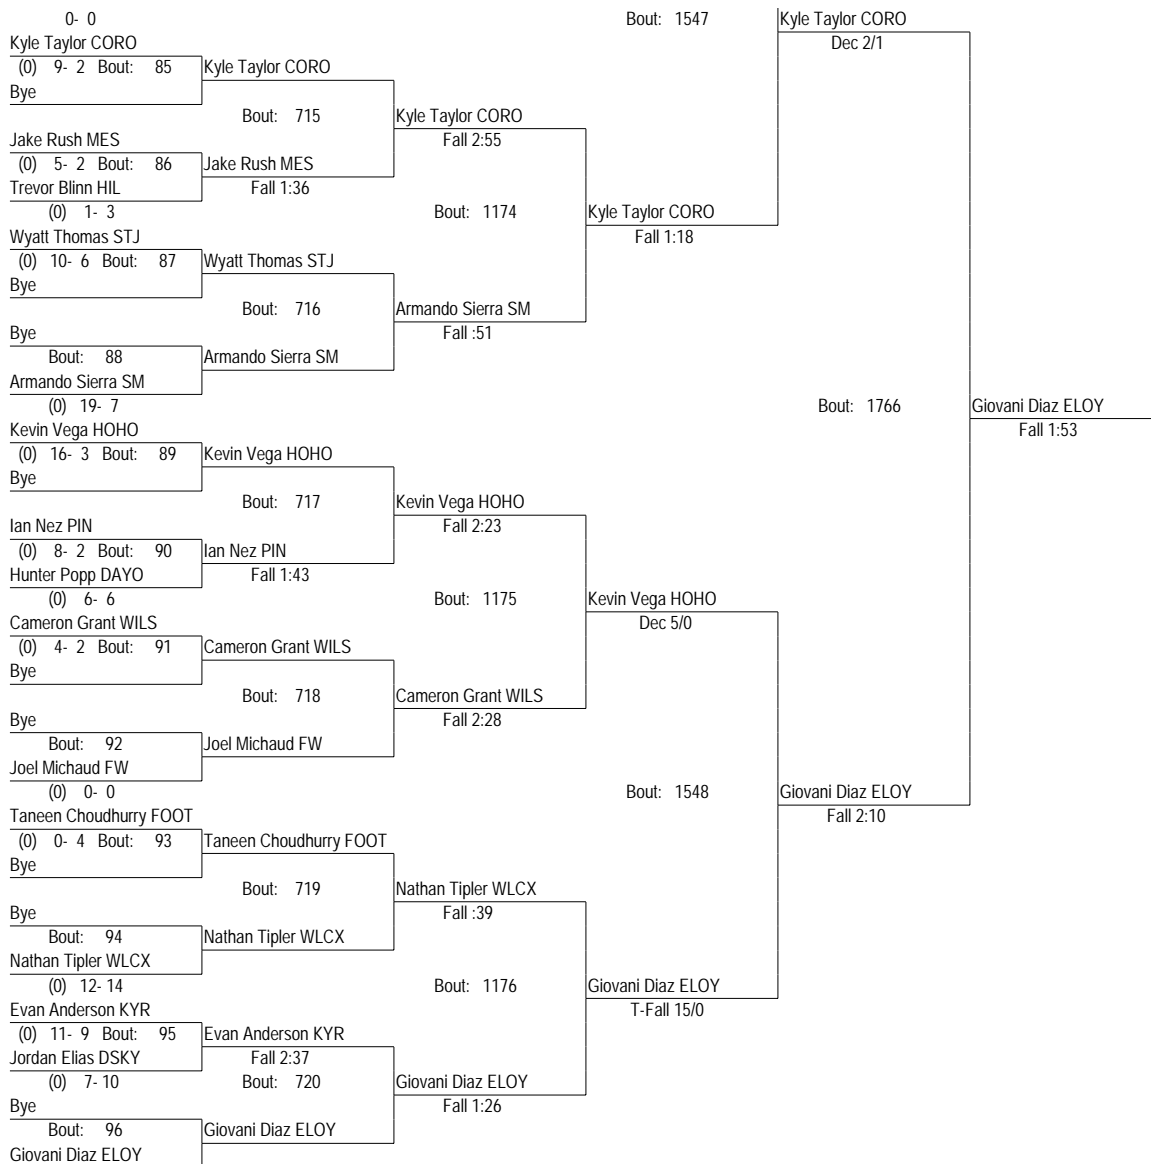 0- 0
Bout: 1547
Kyle Taylor CORO
Dec 2/1
Kyle Taylor CORO
(0) 9- 2 Bout: 85
Kyle Taylor CORO
Bye
Bout: 715
Kyle Taylor CORO
Fall 2:55
Jake Rush MES
(0) 5- 2 Bout: 86
Jake Rush MES
Trevor Blinn HIL
Fall 1:36
(0) 1- 3
Bout: 1174
Kyle Taylor CORO
Fall 1:18
Wyatt Thomas STJ
(0) 10- 6 Bout: 87
Wyatt Thomas STJ
Bye
Bout: 716
Armando Sierra SM
Fall :51
Bye
Bout: 88
Armando Sierra SM
Armando Sierra SM
(0) 19- 7
Bout: 1766
Giovani Diaz ELOY
Fall 1:53
Kevin Vega HOHO
(0) 16- 3 Bout: 89
Kevin Vega HOHO
Bye
Bout: 717
Kevin Vega HOHO
Fall 2:23
Ian Nez PIN
(0) 8- 2 Bout: 90
Ian Nez PIN
Hunter Popp DAYO
Fall 1:43
(0) 6- 6
Bout: 1175
Kevin Vega HOHO
Dec 5/0
Cameron Grant WILS
(0) 4- 2 Bout: 91
Cameron Grant WILS
Bye
Bout: 718
Cameron Grant WILS
Fall 2:28
Bye
Bout: 92
Joel Michaud FW
Joel Michaud FW
(0) 0- 0
Bout: 1548
Giovani Diaz ELOY
Fall 2:10
Taneen Choudhurry FOOT
(0) 0- 4 Bout: 93
Taneen Choudhurry FOOT
Bye
Bout: 719
Nathan Tipler WLCX
Fall :39
Bye
Bout: 94
Nathan Tipler WLCX
Nathan Tipler WLCX
(0) 12- 14
Bout: 1176
Giovani Diaz ELOY
T-Fall 15/0
Evan Anderson KYR
(0) 11- 9 Bout: 95
Evan Anderson KYR
Jordan Elias DSKY
Fall 2:37
(0) 7- 10
Bout: 720
Giovani Diaz ELOY
Fall 1:26
Bye
Bout: 96
Giovani Diaz ELOY
Giovani Diaz ELOY